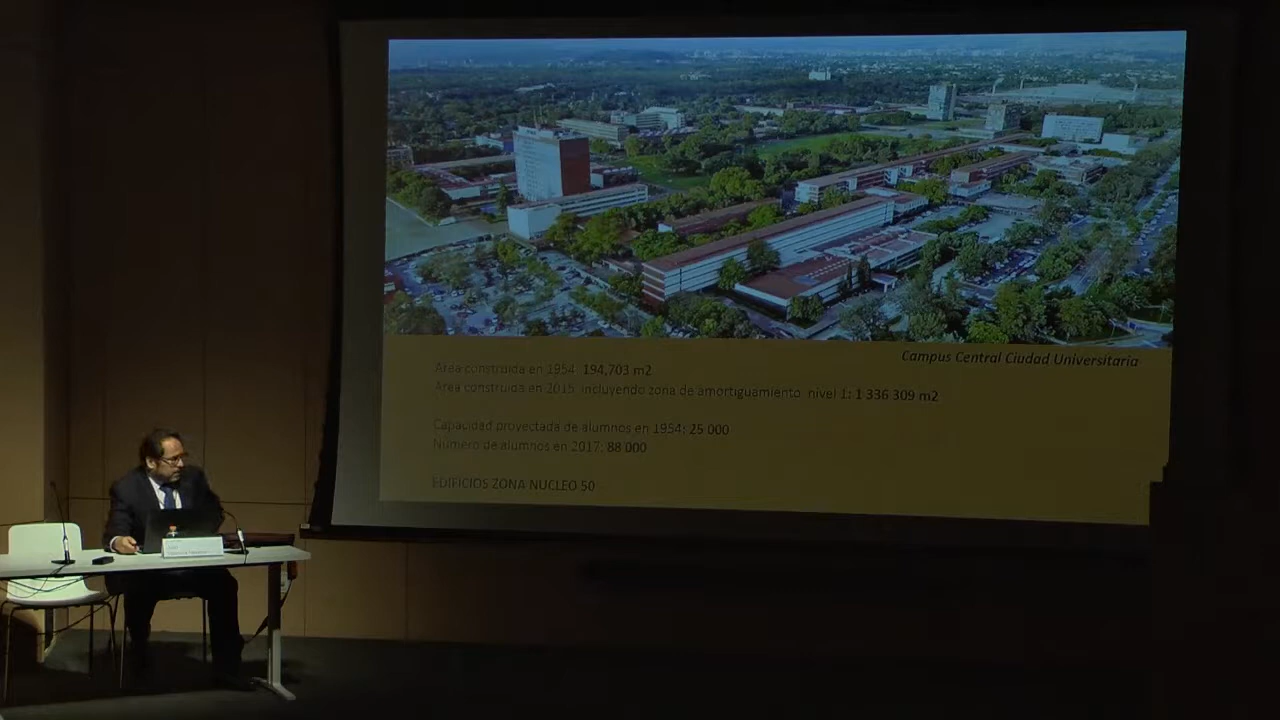 Campus Central Ciudad Universitaria
Area construida en 1954: 194,703 m2
Area construida en 2015 incluyendo zona de amortiguamiento nivel 1: 1 336 309 m2
Capacidad proyectada de alumnos en 1954: 25 000
Número de alumnos en 2017: 88 000
EDIFICIOS ZONA NUCLEO 50